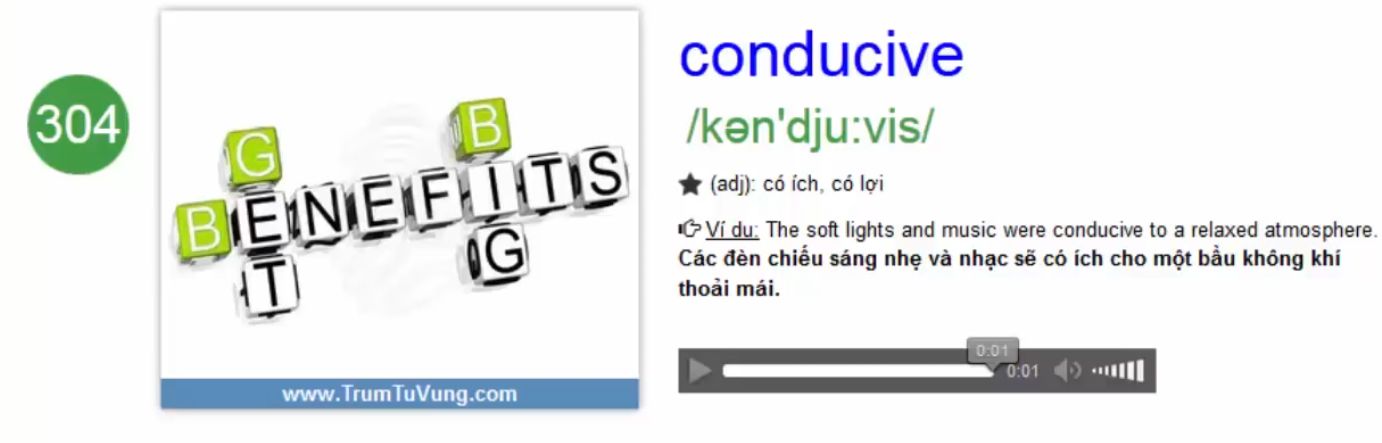 304
GET
BENEFITS
BIG
www.TrumTuVung.com
conducive
/kən'dju:vis/
(adj): có ích, có lợi
Ví du: The soft lights and music were conducive to a relaxed atmosphere.
Các đèn chiếu sáng nhẹ và nhạc sẽ có ích cho một bầu không khí
thoải mái.
0:01
0:01